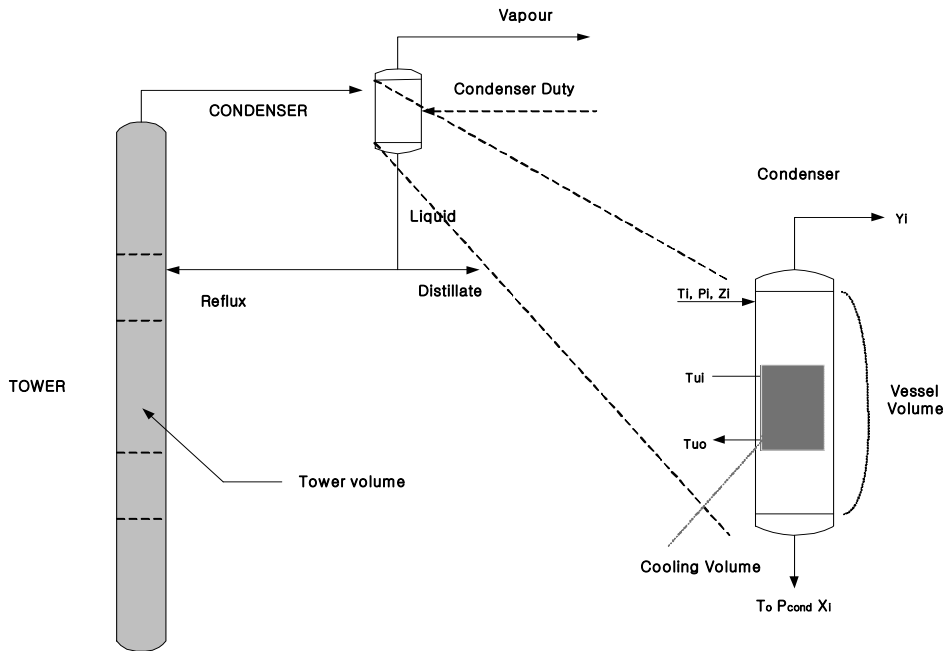 Vapour
Condenser Duty
CONDENSER
Condenser
Liquid
Yi
Distillate
Reflux
Ti, Pi, Zi
TOWER
Tui
Vessel
Volume
Tuo
Tower volume
Cooling Volume
To Pcond Xi